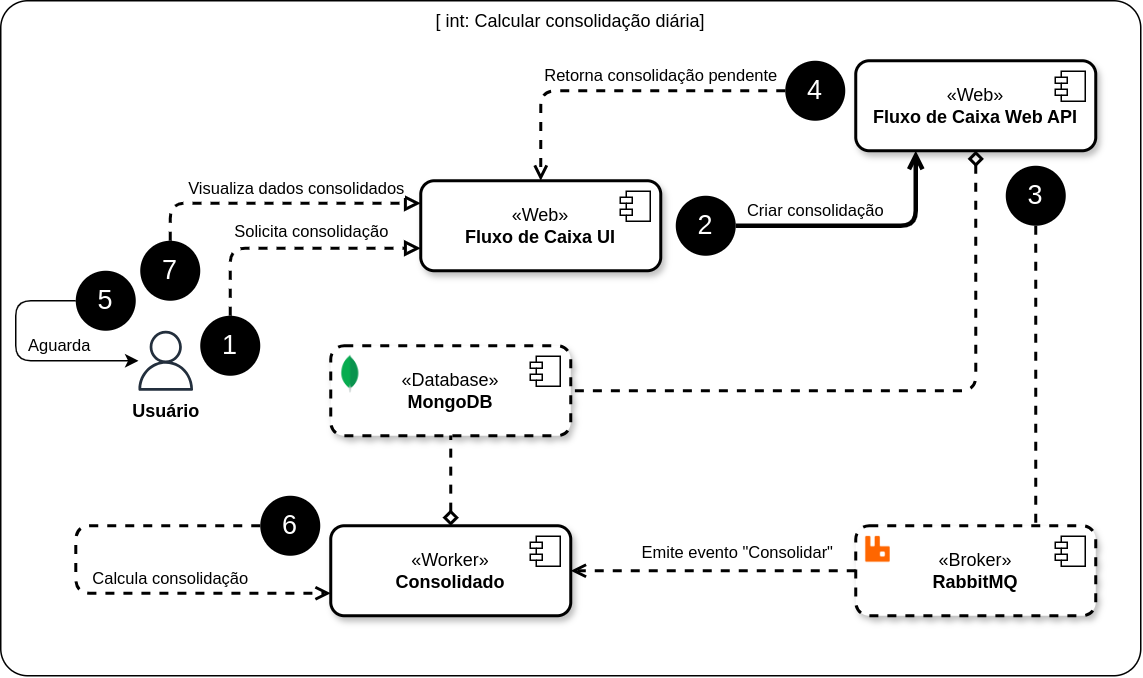 [ int: Calcular consolidação diária]
Retorna consolidação pendente
4
«Web»
Fluxo de Caixa Web API
Visualiza dados consolidados
Solicita consolidação
«Web»
Fluxo de Caixa UI
2
Criar consolidação
3
7
5
1
Aguarda
Usuário
«Database»
MongoDB
6
Calcula consolidação
«Worker»
Consolidado
Emite evento "Consolidar"
«Broker»
RabbitMQ